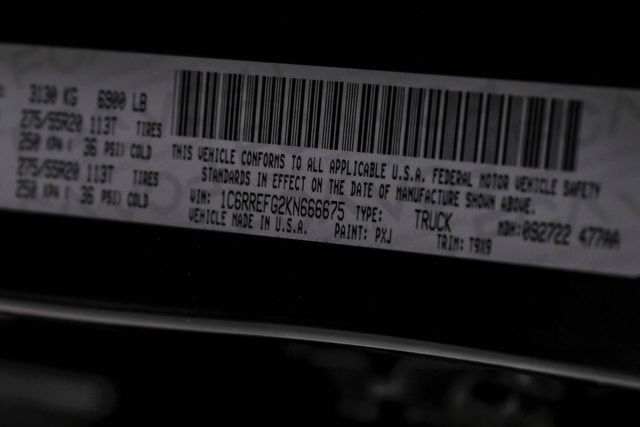 3130 KG 6900 LB
275/55R20 113T TIRES
250 KPA ( 36 PSI) COLD
275/55R20 113T TIRES
250 KPA ( 36 PSI) COLD
THIS VEHICLE CONFORMS TO ALL APPLICABLE U.S.A. FEDERAL MOTOR VEHICLE SAFETY
STANDARDS IN EFFECT ON THE DATE OF MANUFACTURE SHOWN ABOVE.
VIN: 1C6RREFG2KN666675 TYPE: TRUCK MDH: 092722 477AA
VEHICLE MADE IN U.S.A. PAINT: PXJ TRIM: T9X9